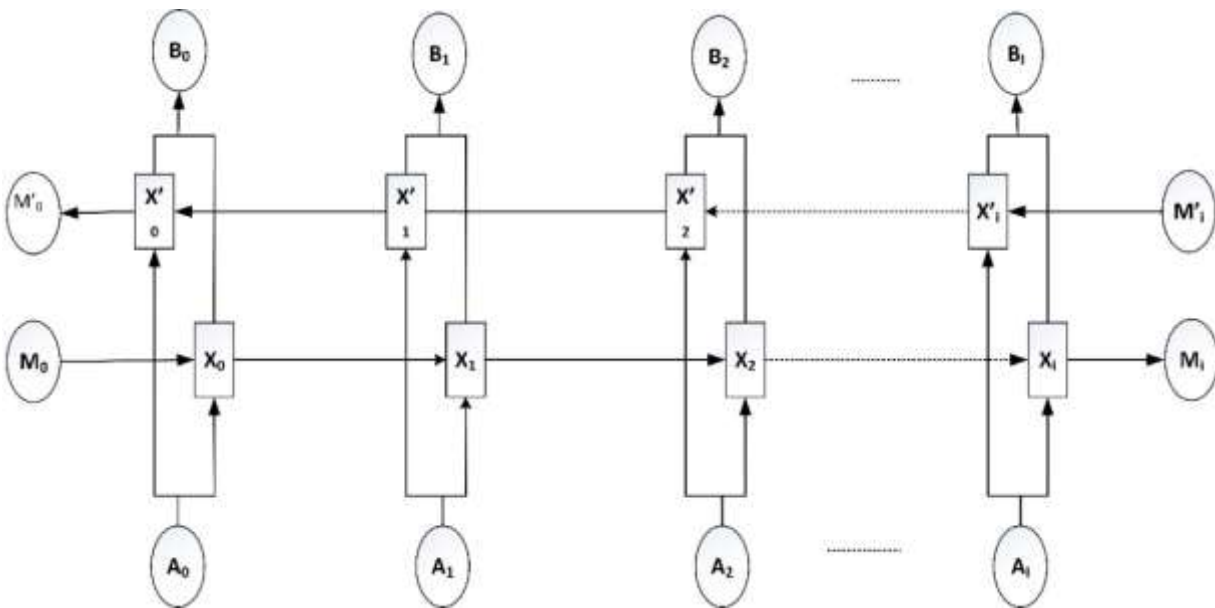 B₀ B₁ B₂ Bᵢ
M'₀ X' X' X' X'ᵢ M'ᵢ
0 1 2
M₀ X₀ X₁ X₂ Xᵢ Mᵢ
A₀ A₁ A₂ Aᵢ